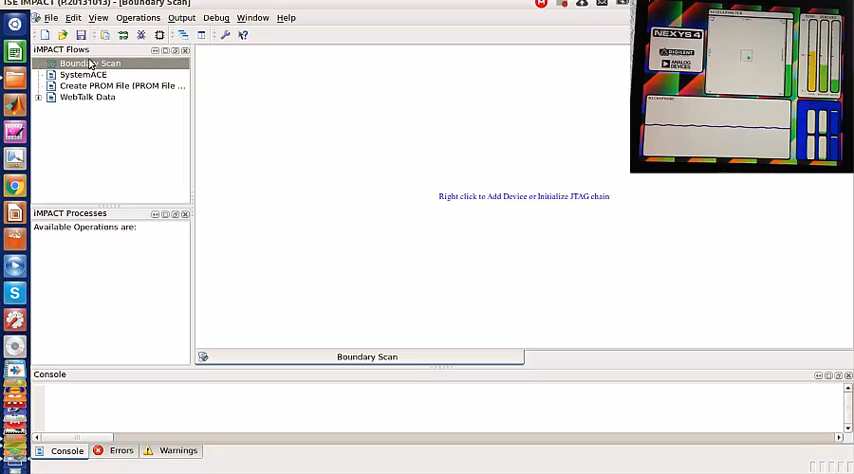 ISE iMPACT (P.20131013) - [Boundary Scan]
File Edit View Operations Output Debug Window Help
iMPACT Flows
Boundary Scan
SystemACE
Create PROM File (PROM File ...
WebTalk Data
iMPACT Processes
Available Operations are:
Right click to Add Device or Initialize JTAG chain
Boundary Scan
Console
Console Errors Warnings
NEXYS 4
DIGILENT
ANALOG
DEVICES
ACCELEROMETER
MICROPHONE